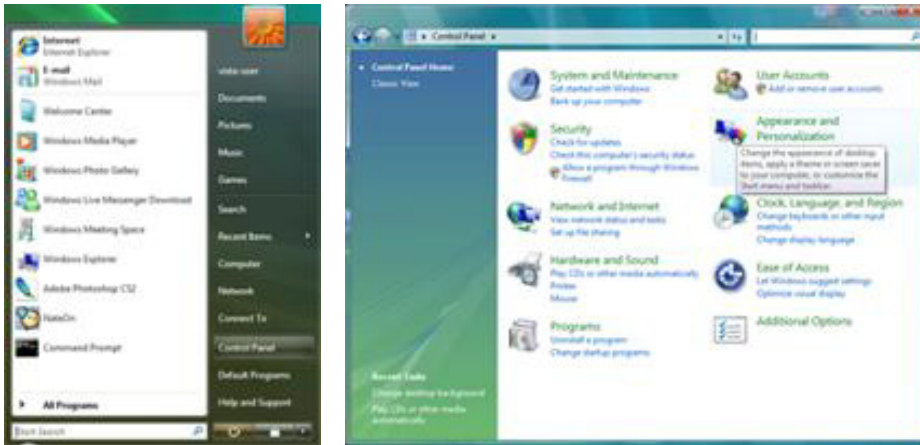 Internet
Internet Explorer
E-mail
Windows Mail
Welcome Center
Windows Media Player
Windows Photo Gallery
Windows Live Messenger Download
Windows Meeting Space
Windows Explorer
Adobe Photoshop CS2
NateOn
Command Prompt
All Programs
Start Search
vista user
Documents
Pictures
Music
Games
Search
Recent Items
Computer
Network
Connect To
Control Panel
Default Programs
Help and Support
Control Panel
Control Panel Home
Classic View
Recent Tasks
Change desktop background
Play CDs or other media
automatically
System and Maintenance
Get started with Windows
Back up your computer
Security
Check for updates
Check this computer's security status
Allow a program through Windows
Firewall
Network and Internet
View network status and tasks
Set up file sharing
Hardware and Sound
Play CDs or other media automatically
Printer
Mouse
Programs
Uninstall a program
Change startup programs
User Accounts
Add or remove user accounts
Appearance and
Personalization
Change the appearance of desktop
items, apply a theme or screen saver
to your computer, or customize the
Start menu and taskbar.
Clock, Language, and Region
Change keyboards or other input
methods
Change display language
Ease of Access
Let Windows suggest settings
Optimize visual display
Additional Options